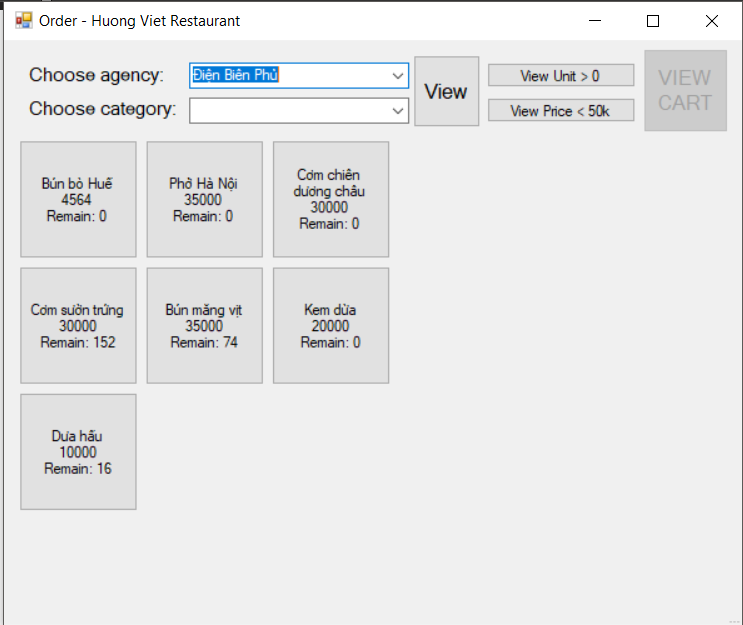 Order - Huong Viet Restaurant
Choose agency:
Điện Biên Phủ
View
View Unit > 0
VIEW
CART
Choose category:
View Price < 50k
Bún bò Huế
4564
Remain: 0
Phở Hà Nội
35000
Remain: 0
Cơm chiên
dương châu
30000
Remain: 0
Cơm sườn trứng
30000
Remain: 152
Bún măng vịt
35000
Remain: 74
Kem dừa
20000
Remain: 0
Dưa hấu
10000
Remain: 16